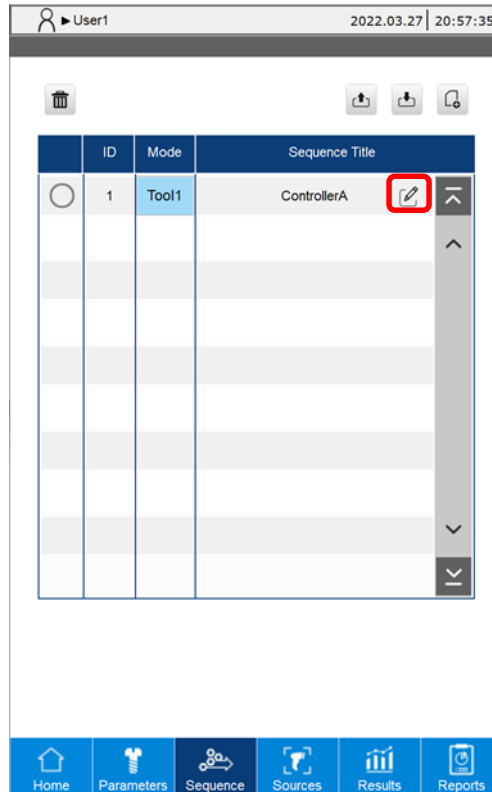 User1 2022.03.27 20:57:35
ID Mode Sequence Title
1 Tool1 ControllerA
Home Parameters Sequence Sources Results Reports